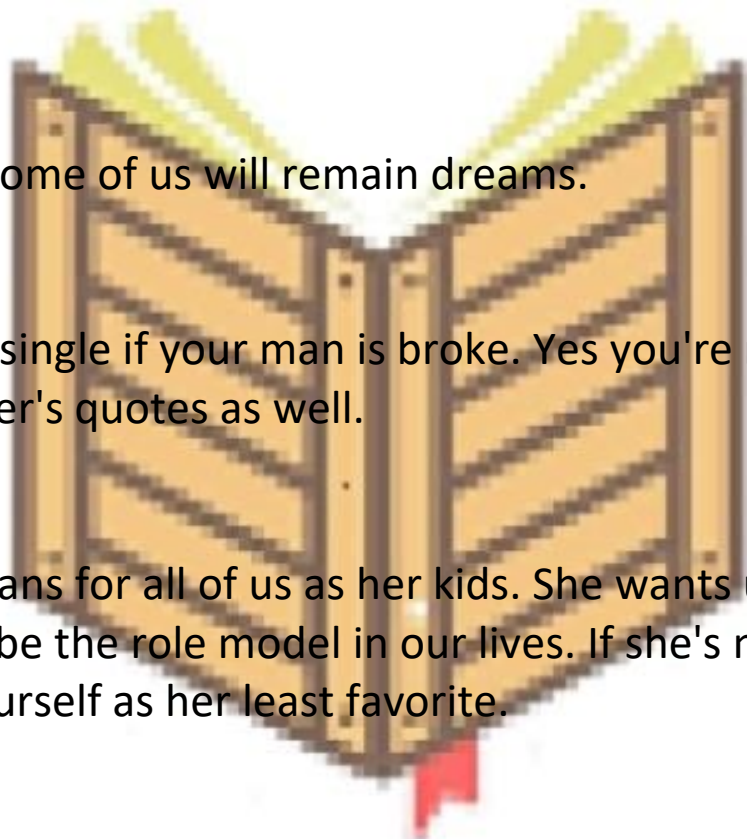 ome of us will remain dreams.
single if your man is broke. Yes you're
er's quotes as well.
ans for all of us as her kids. She wants
be the role model in our lives. If she's
urself as her least favorite.